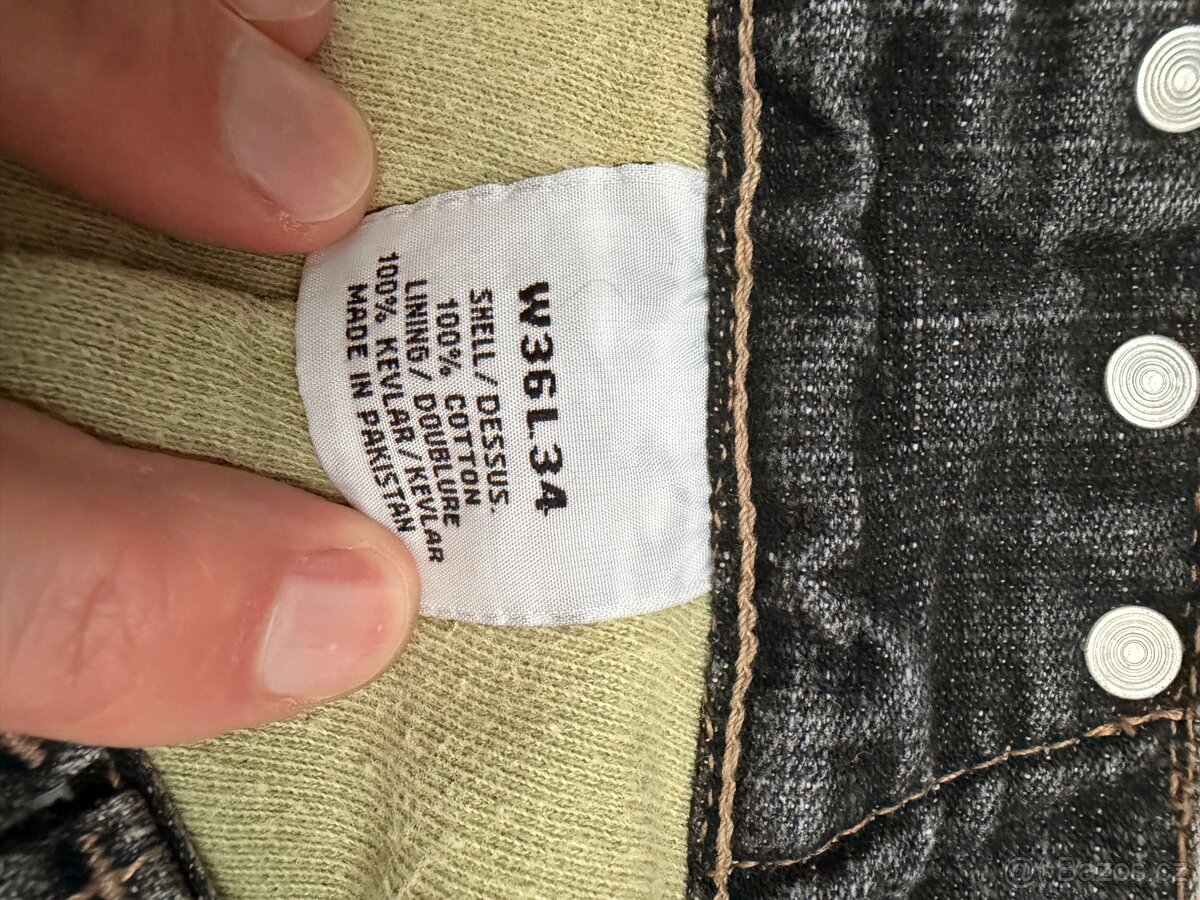 W36L34
SHELL/ DESSUS.
100% COTTON
LINING/ DOUBLURE
100% KEVLAR/KEVLAR
MADE IN PAKISTAN
Bazos.cz